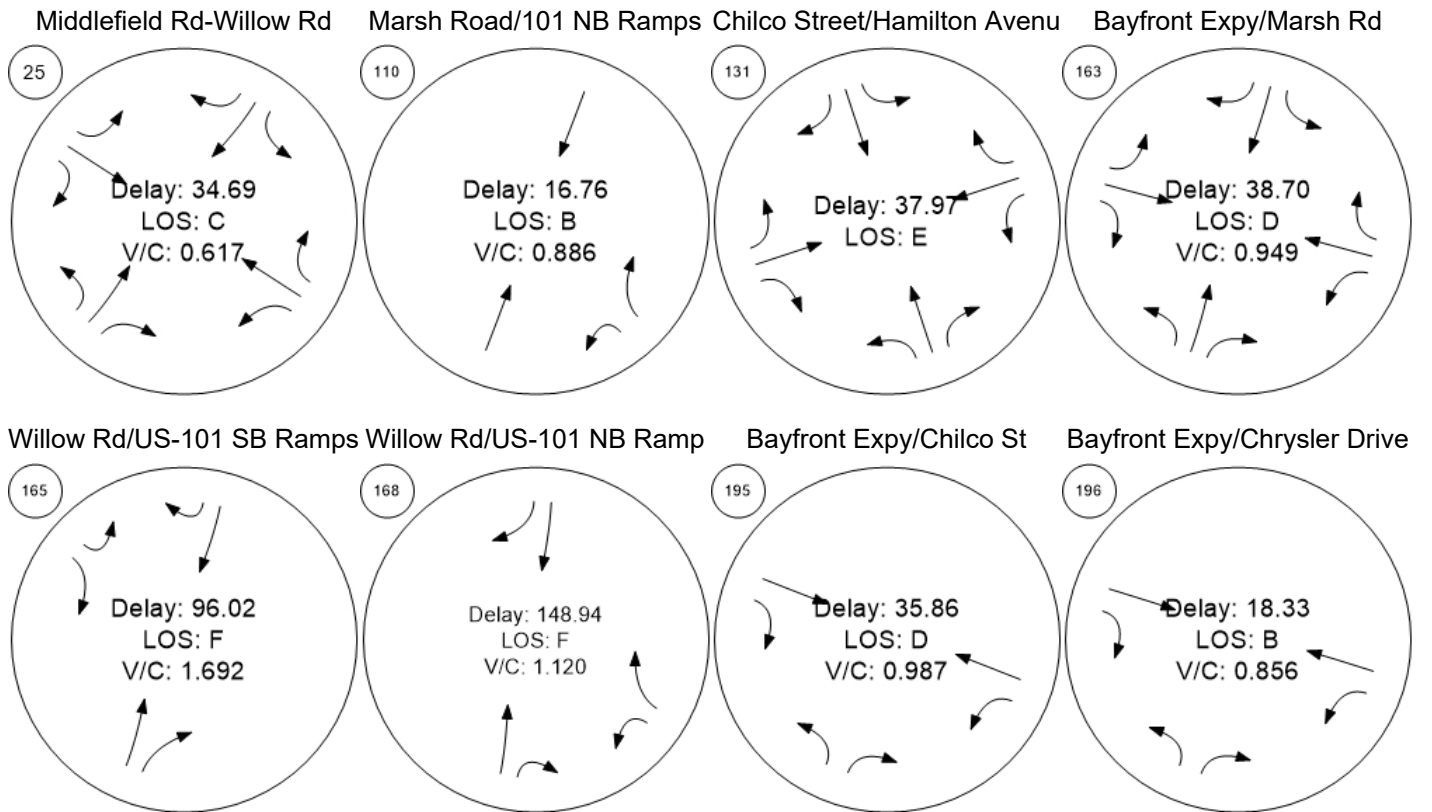 Middlefield Rd-Willow Rd
25
Delay: 34.69
LOS: C
V/C: 0.617
Marsh Road/101 NB Ramps
110
Delay: 16.76
LOS: B
V/C: 0.886
Chilco Street/Hamilton Avenu
131
Delay: 37.97
LOS: E
Bayfront Expy/Marsh Rd
163
Delay: 38.70
LOS: D
V/C: 0.949
Willow Rd/US-101 SB Ramps
165
Delay: 96.02
LOS: F
V/C: 1.692
Willow Rd/US-101 NB Ramp
168
Delay: 148.94
LOS: F
V/C: 1.120
Bayfront Expy/Chilco St
195
Delay: 35.86
LOS: D
V/C: 0.987
Bayfront Expy/Chrysler Drive
196
Delay: 18.33
LOS: B
V/C: 0.856